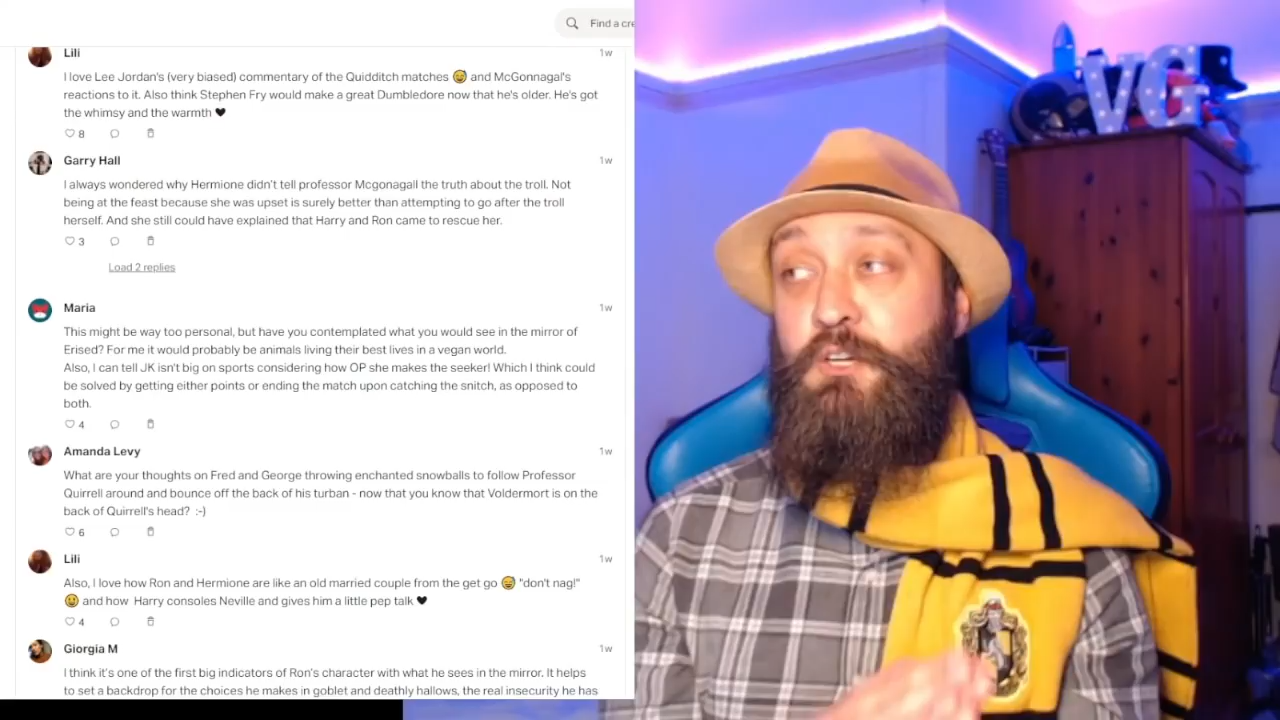 Find a cre
Lili
1w
I love Lee Jordan's (very biased) commentary of the Quidditch matches 😅 and McGonnagal's
reactions to it. Also think Stephen Fry would make a great Dumbledore now that he's older. He's got
the whimsy and the warmth 🖤
8
Garry Hall
1w
I always wondered why Hermione didn't tell professor Mcgonagall the truth about the troll. Not
being at the feast because she was upset is surely better than attempting to go after the troll
herself. And she still could have explained that Harry and Ron came to rescue her.
3
Load 2 replies
Maria
1w
This might be way too personal, but have you contemplated what you would see in the mirror of
Erised? For me it would probably be animals living their best lives in a vegan world.
Also, I can tell JK isn't big on sports considering how OP she makes the seeker! Which I think could
be solved by getting either points or ending the match upon catching the snitch, as opposed to
both.
4
Amanda Levy
1w
What are your thoughts on Fred and George throwing enchanted snowballs to follow Professor
Quirrell around and bounce off the back of his turban - now that you know that Voldermort is on the
back of Quirrell's head? :-)
6
Lili
1w
Also, I love how Ron and Hermione are like an old married couple from the get go 😅 "don't nag!"
😆 and how Harry consoles Neville and gives him a little pep talk 🖤
4
Giorgia M
1w
I think it's one of the first big indicators of Ron's character with what he sees in the mirror. It helps
to set a backdrop for the choices he makes in goblet and deathly hallows, the real insecurity he has
VG